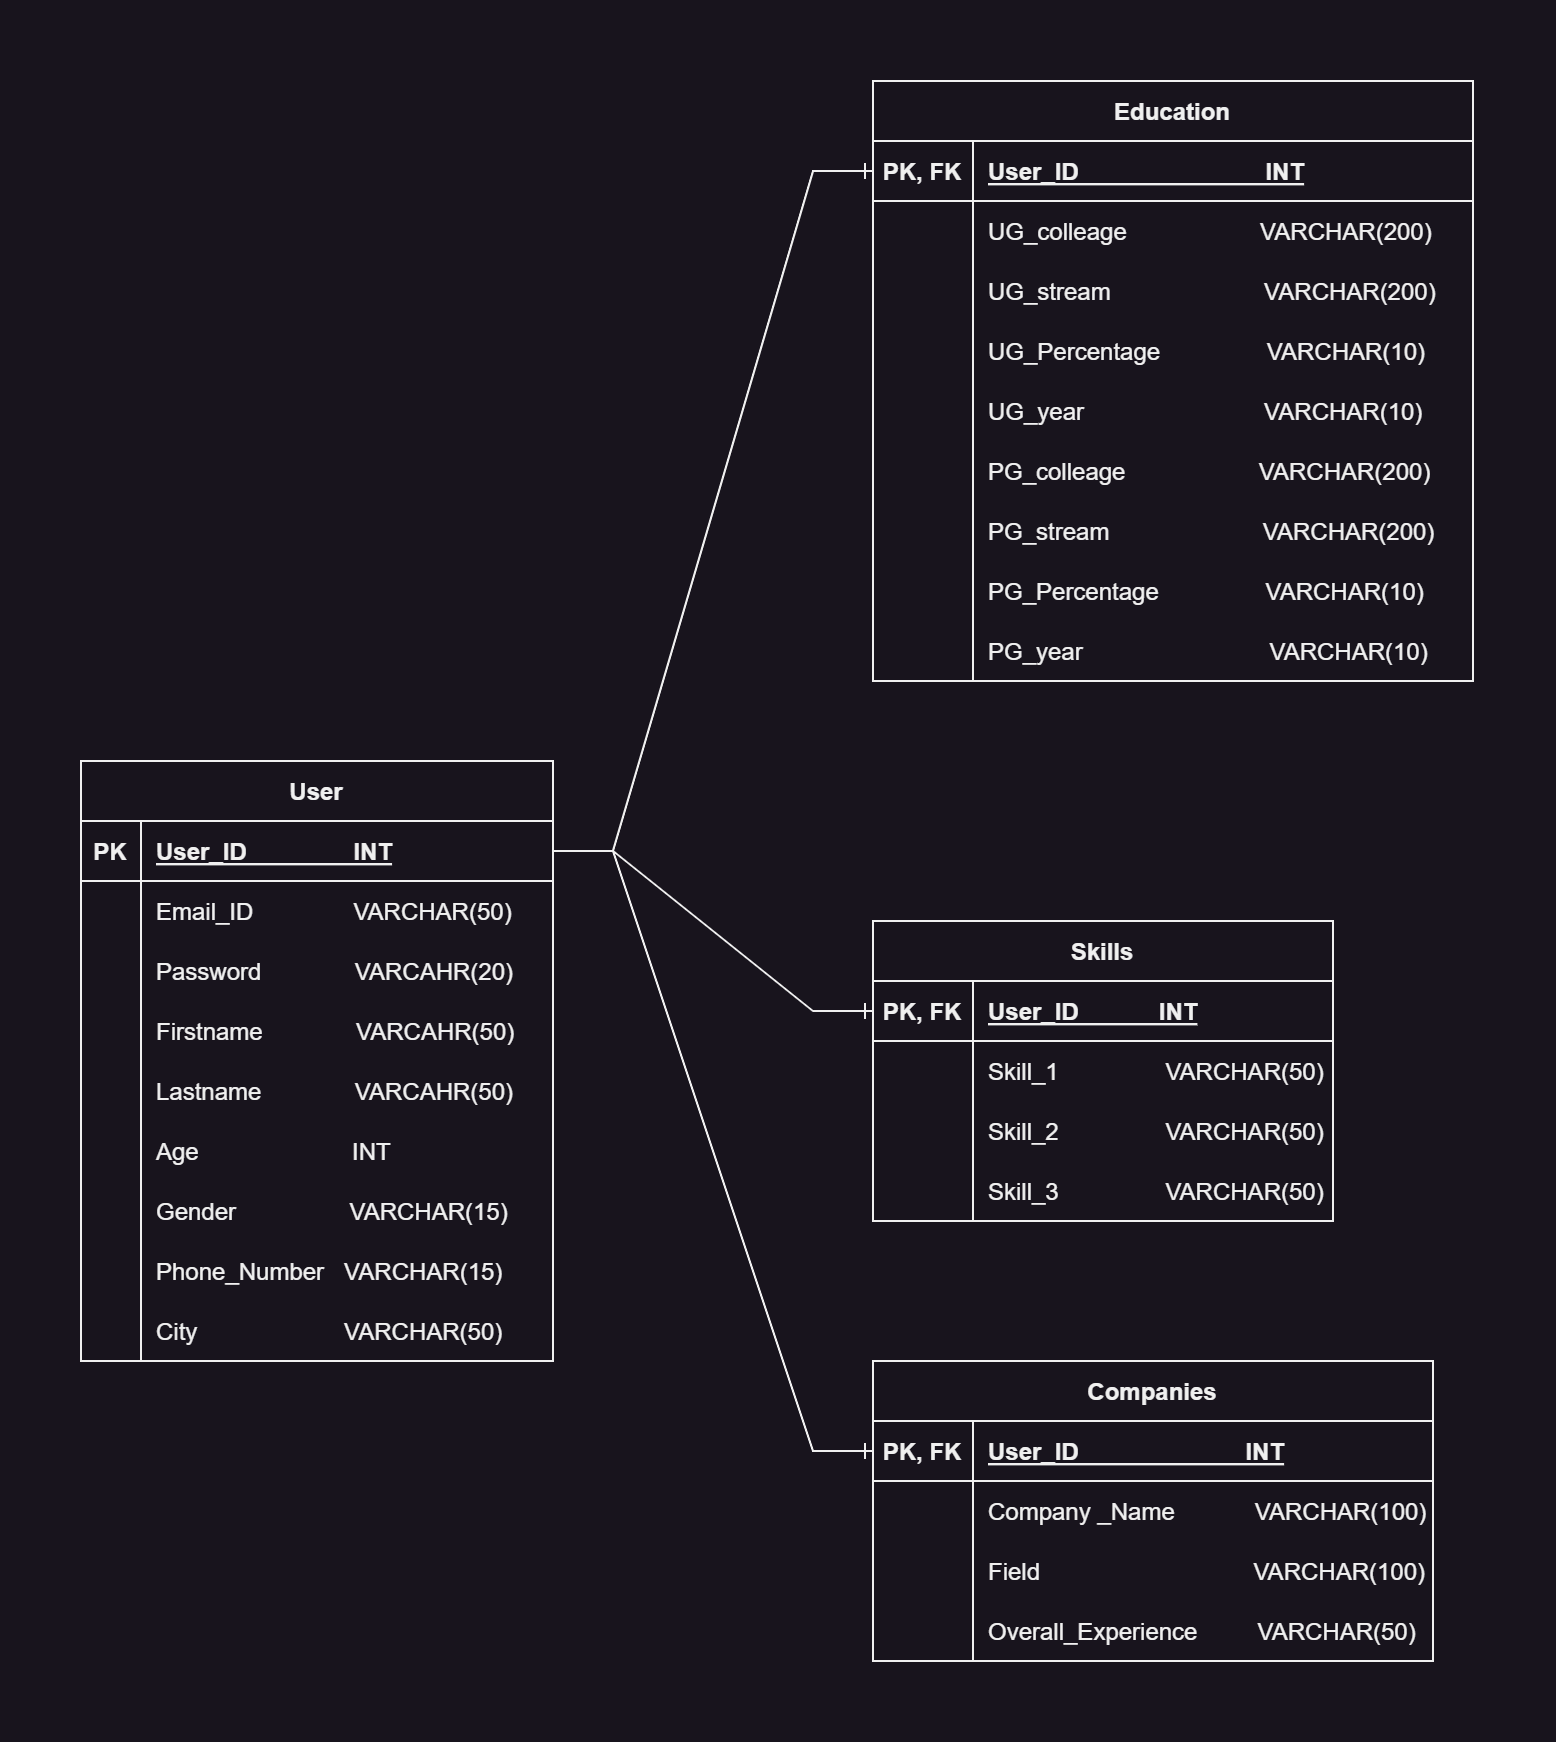 Education
PK, FK User_ID INT
UG_colleage VARCHAR(200)
UG_stream VARCHAR(200)
UG_Percentage VARCHAR(10)
UG_year VARCHAR(10)
PG_colleage VARCHAR(200)
PG_stream VARCHAR(200)
PG_Percentage VARCHAR(10)
PG_year VARCHAR(10)
User
PK User_ID INT
Email_ID VARCHAR(50)
Password VARCAHR(20)
Firstname VARCAHR(50)
Lastname VARCAHR(50)
Age INT
Gender VARCHAR(15)
Phone_Number VARCHAR(15)
City VARCHAR(50)
Skills
PK, FK User_ID INT
Skill_1 VARCHAR(50)
Skill_2 VARCHAR(50)
Skill_3 VARCHAR(50)
Companies
PK, FK User_ID INT
Company _Name VARCHAR(100)
Field VARCHAR(100)
Overall_Experience VARCHAR(50)